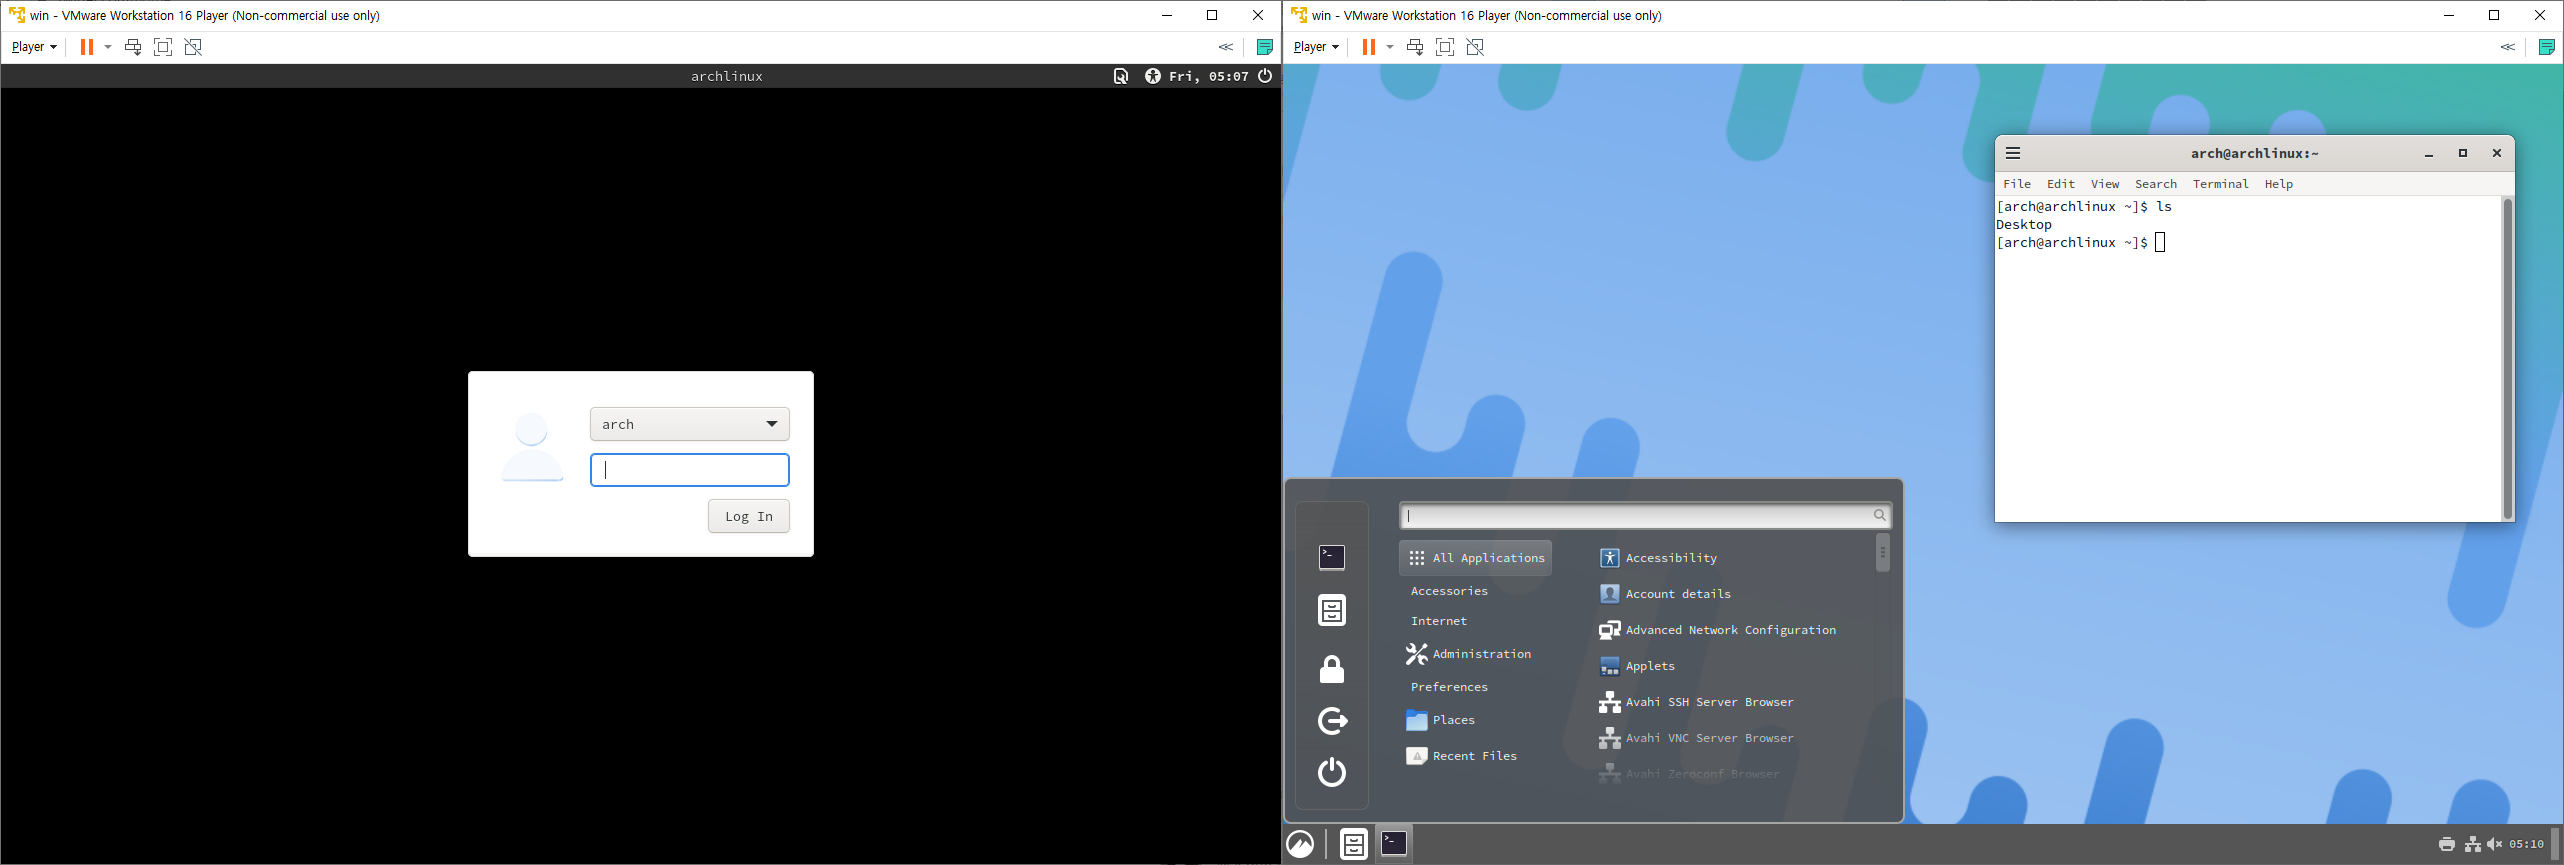 win - VMware Workstation 16 Player (Non-commercial use only)
Player
archlinux
Fri, 05:07
arch
Log In
win - VMware Workstation 16 Player (Non-commercial use only)
Player
arch@archlinux:~
File Edit View Search Terminal Help
[arch@archlinux ~]$ ls
Desktop
[arch@archlinux ~]$
All Applications
Accessories
Internet
Administration
Preferences
Places
Recent Files
Accessibility
Account details
Advanced Network Configuration
Applets
Avahi SSH Server Browser
Avahi VNC Server Browser
Avahi Zeroconf Browser
05:10